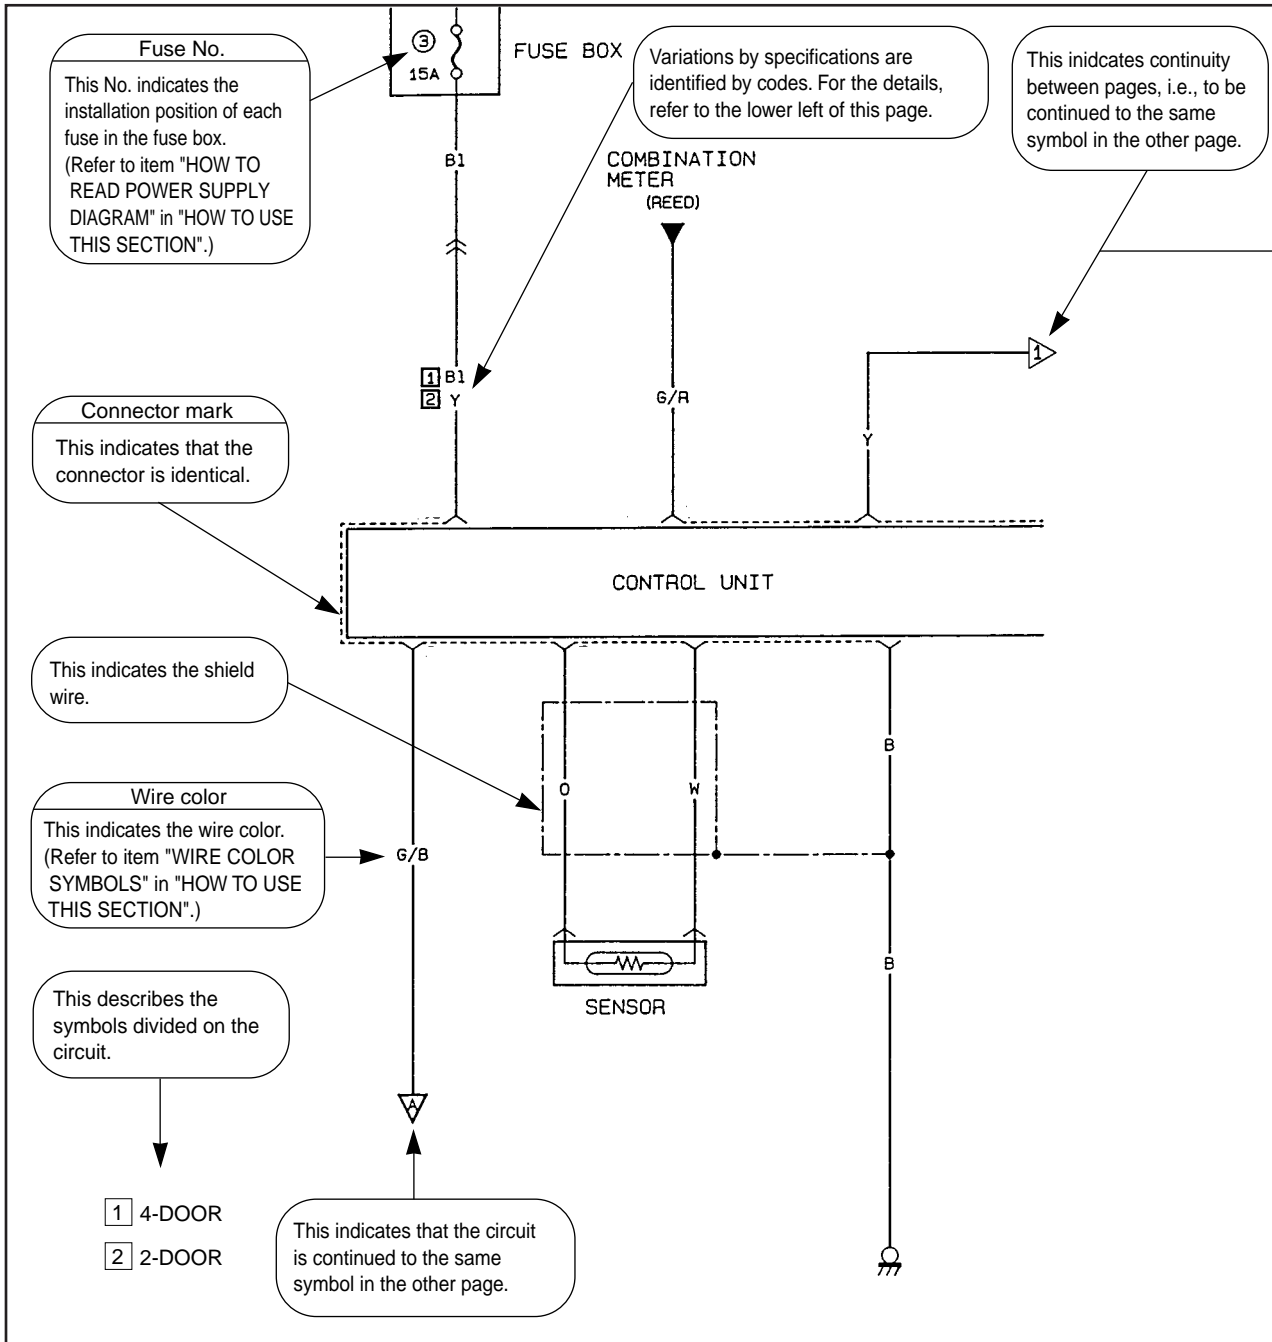 Fuse No.
This No. indicates the
installation position of each
fuse in the fuse box.
(Refer to item "HOW TO
READ POWER SUPPLY
DIAGRAM" in "HOW TO USE
THIS SECTION".)
3
15A
FUSE BOX
Variations by specifications are
identified by codes. For the details,
refer to the lower left of this page.
This inidcates continuity
between pages, i.e., to be
continued to the same
symbol in the other page.
Bl
COMBINATION
METER
(REED)
1
1 Bl
2 Y
G/R
Y
Connector mark
This indicates that the
connector is identical.
CONTROL UNIT
This indicates the shield
wire.
B
O
W
Wire color
This indicates the wire color.
(Refer to item "WIRE COLOR
SYMBOLS" in "HOW TO USE
THIS SECTION".)
G/B
B
SENSOR
This describes the
symbols divided on the
circuit.
A
1 4-DOOR
2 2-DOOR
This indicates that the circuit
is continued to the same
symbol in the other page.